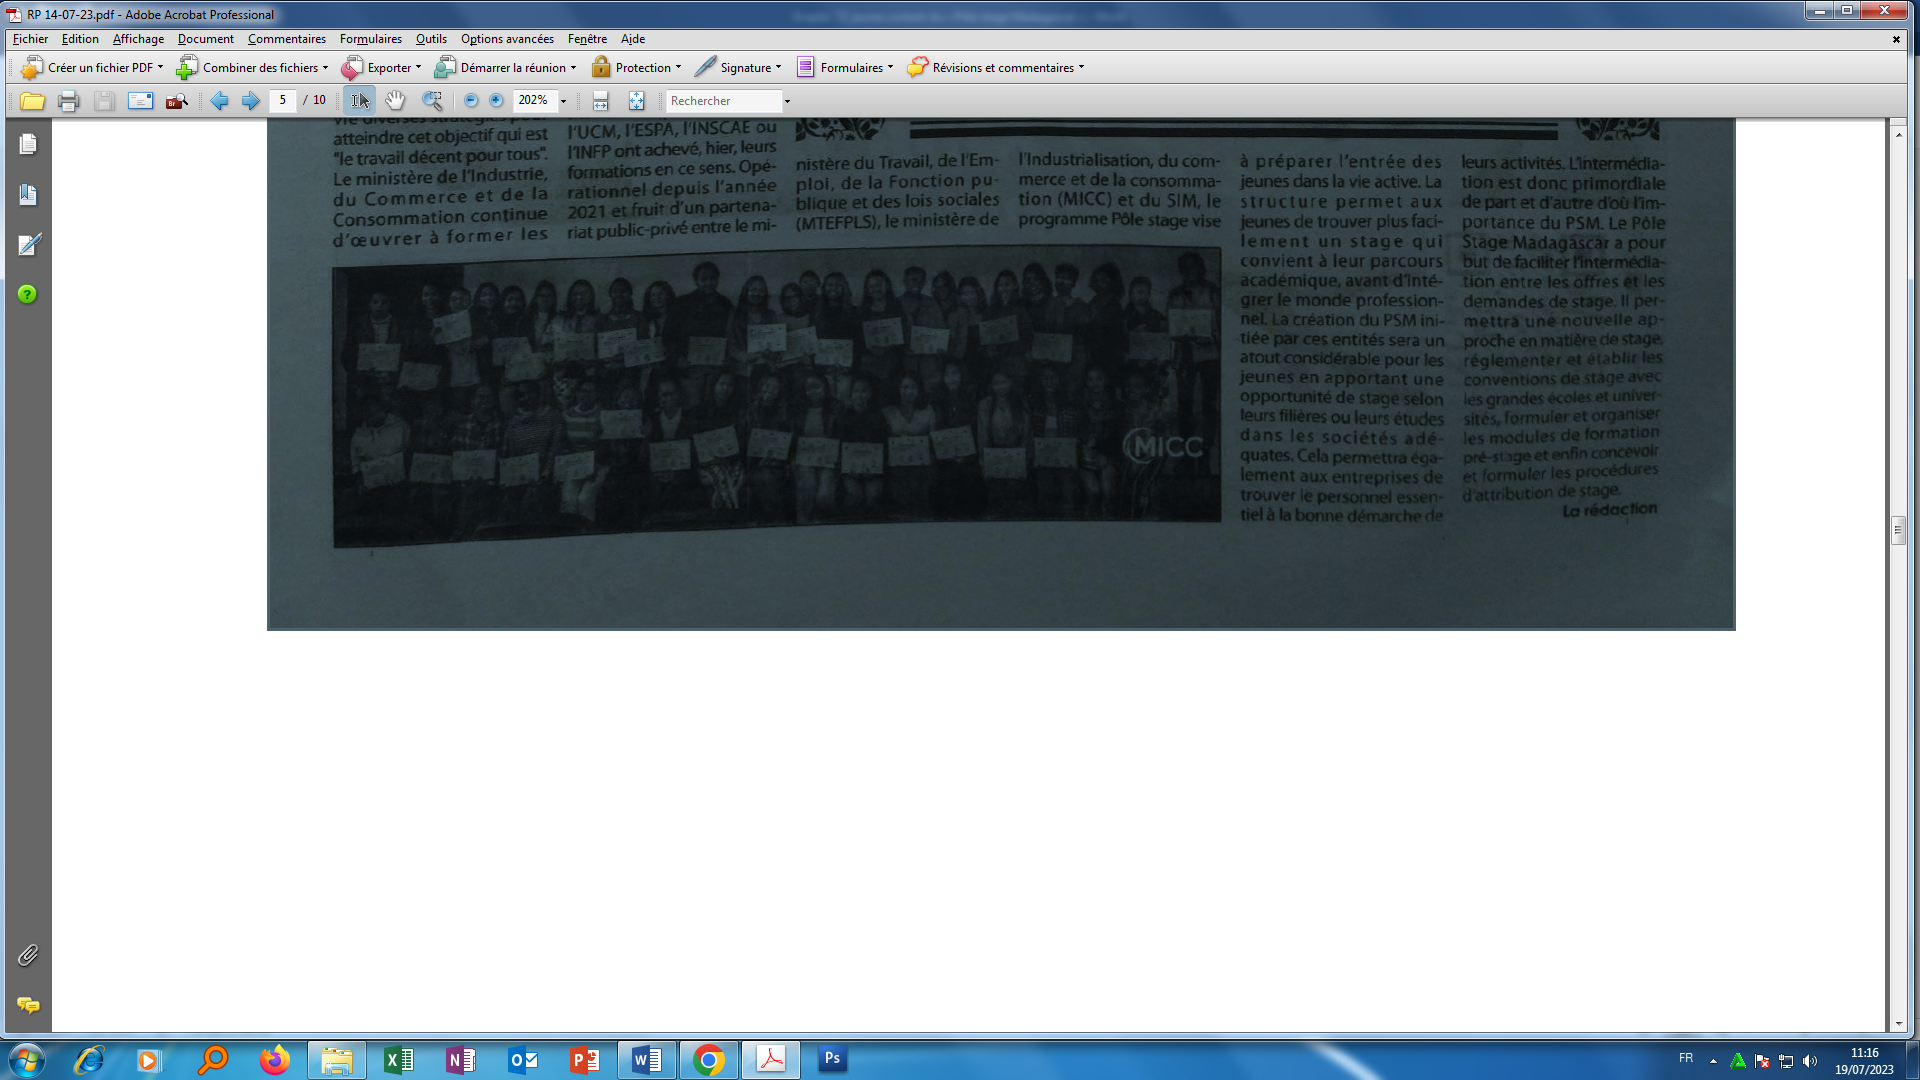 RP 14-07-23.pdf - Adobe Acrobat Professional
Fichier Edition Affichage Document Commentaires Formulaires Outils Options avancées Fenêtre Aide
Créer un fichier PDF Combiner des fichiers Exporter Démarrer la réunion Protection Signature Formulaires Révisions et commentaires
5 / 10 202% Rechercher
vie diverses stratégies pour
atteindre cet objectif qui est
"le travail décent pour tous".
Le ministère de l'Industrie,
du Commerce et de la
Consommation continue
d'œuvrer à former les
l'UCM, l'ESPA, l'INSCAE ou
l'INFP ont achevé, hier, leurs
formations en ce sens. Opé-
rationnel depuis l'année
2021 et fruit d'un partena-
riat public-privé entre le mi-
nistère du Travail, de l'Em-
ploi, de la Fonction pu-
blique et des lois sociales
(MTEFPLS), le ministère de
l'Industrialisation, du com-
merce et de la consomma-
tion (MICC) et du SIM, le
programme Pôle stage vise
à préparer l'entrée des
jeunes dans la vie active. La
structure permet aux
jeunes de trouver plus faci-
lement un stage qui
convient à leur parcours
académique, avant d'inté-
grer le monde profession-
nel. La création du PSM ini-
tiée par ces entités sera un
atout considérable pour les
jeunes en apportant une
opportunité de stage selon
leurs filières ou leurs études
dans les sociétés adé-
quates. Cela permettra éga-
lement aux entreprises de
trouver le personnel essen-
tiel à la bonne démarche de
leurs activités. L'intermédia-
tion est donc primordiale
de part et d'autre d'où l'im-
portance du PSM. Le Pôle
Stage Madagascar a pour
but de faciliter l'intermédia-
tion entre les offres et les
demandes de stage. Il per-
mettra une nouvelle ap-
proche en matière de stage,
réglementer et établir les
conventions de stage avec
les grandes écoles et univer-
sités, formuler et organiser
les modules de formation
pré-stage et enfin concevoir
et formuler les procédures
d'attribution de stage.
La rédaction
MICC
FR
11:16
19/07/2023